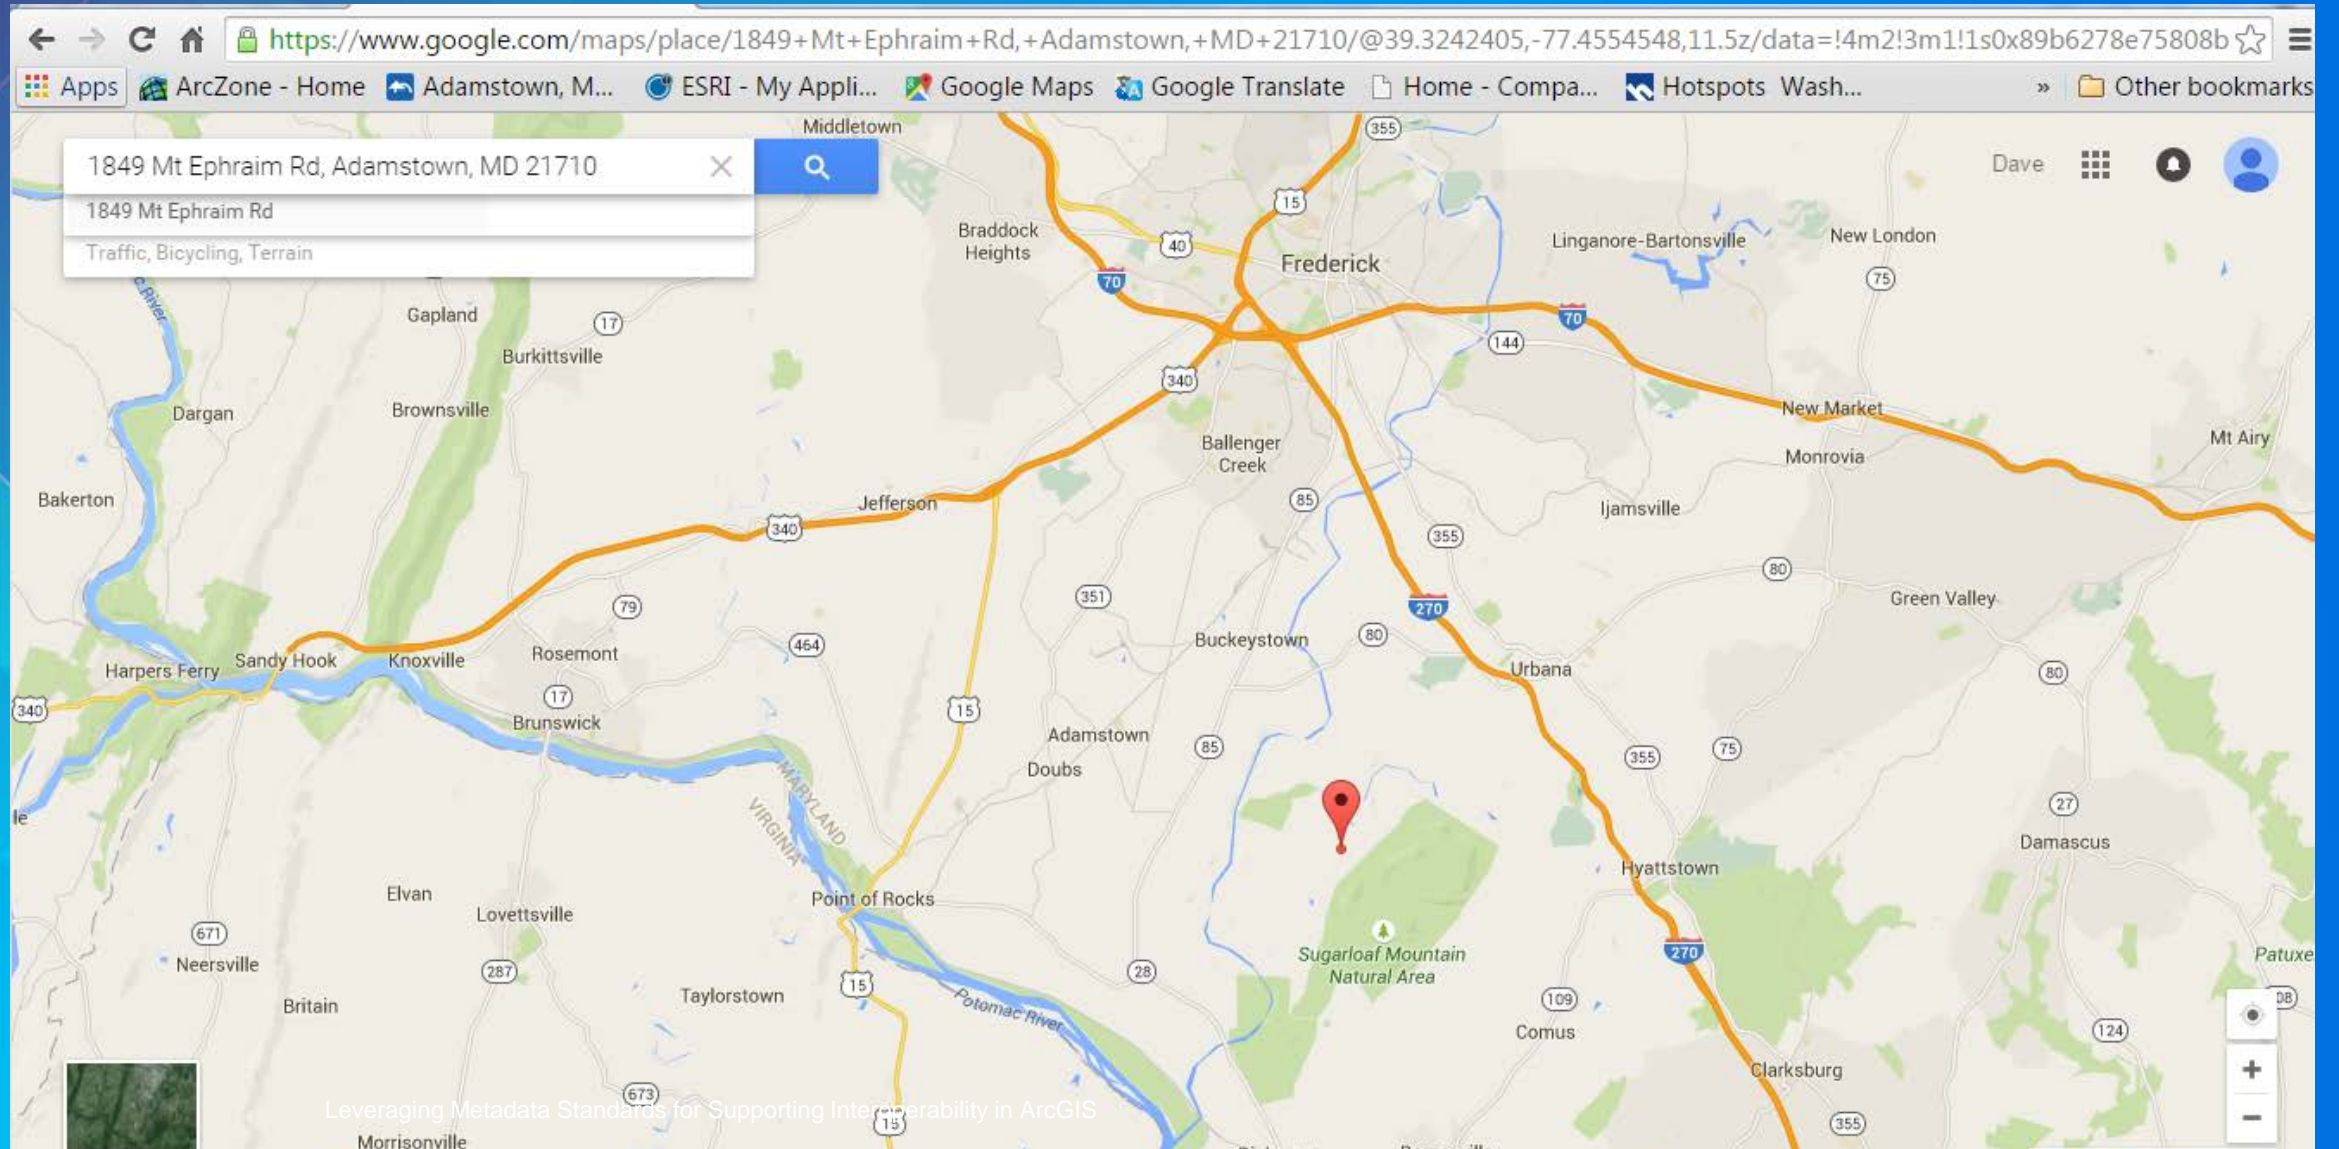 https://www.google.com/maps/place/1849+Mt+Ephraim+Rd,+Adamstown,+MD+21710/@39.3242405,-77.4554548,11.5z/data=!4m2!3m1!1s0x89b6278e75808b
Apps ArcZone - Home Adamstown, M... ESRI - My Appli... Google Maps Google Translate Home - Compa... Hotspots Wash... » Other bookmarks
Middletown
355
1849 Mt Ephraim Rd, Adamstown, MD 21710
Dave
1849 Mt Ephraim Rd
15
Traffic, Bicycling, Terrain
Braddock
Heights
40
Frederick
Linganore-Bartonsville
New London
70
75
River
Gapland
17
70
Burkittsville
144
340
Dargan
Brownsville
New Market
Ballenger
Creek
Mt Airy
Monrovia
Bakerton
Jefferson
85
Ijamsville
340
355
80
79
351
270
Green Valley
464
Buckeystown
80
Harpers Ferry
Sandy Hook
Knoxville
Rosemont
Urbana
80
340
17
15
Brunswick
Adamstown
85
355
75
Doubs
MARYLAND
VIRGINIA
le
27
Damascus
Hyattstown
Elvan
Point of Rocks
Lovettsville
671
Sugarloaf Mountain
Natural Area
270
Patuxe
Neersville
287
28
15
Taylorstown
Britain
Potomac River
109
08
Comus
124
Clarksburg
+
673
Leveraging Metadata Standards for Supporting Interoperability in ArcGIS
15
355
−
Morrisonville